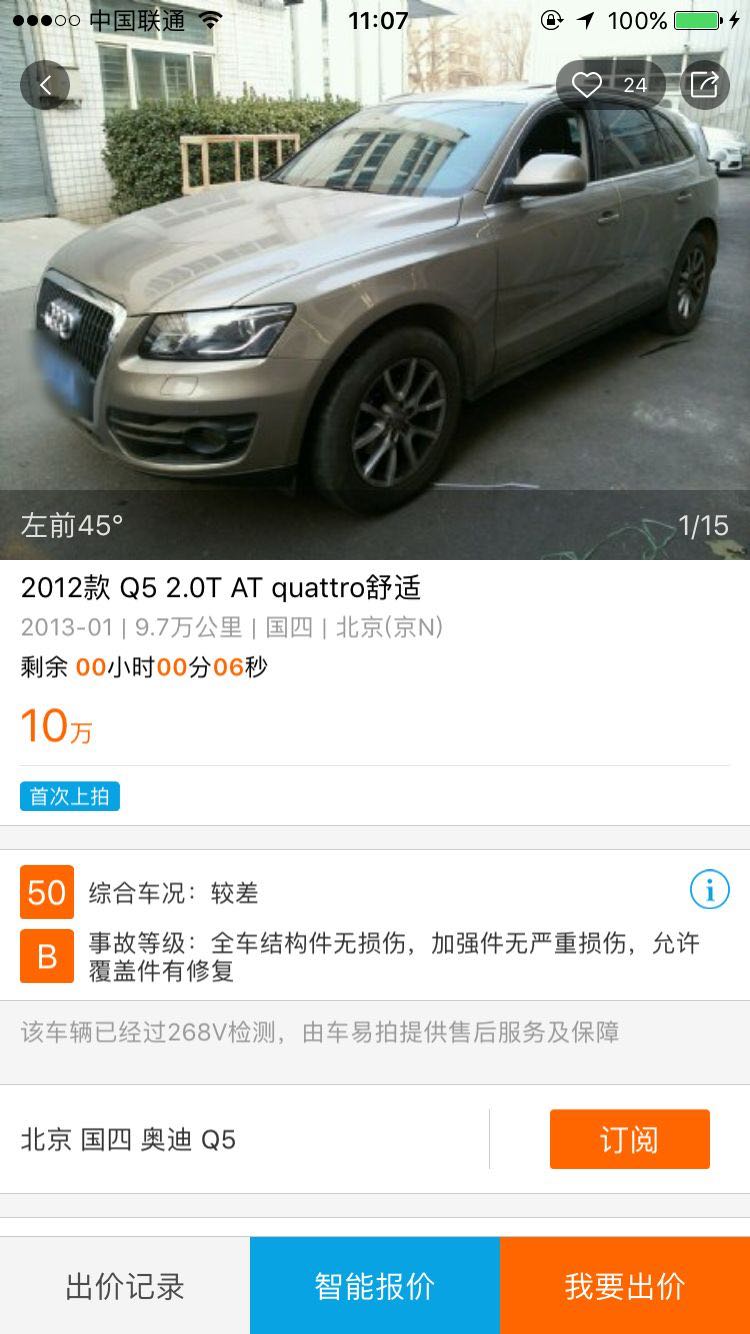 中国联通
11:07
100%
24
左前45°
1/15
2012款 Q5 2.0T AT quattro舒适
2013-01 | 9.7万公里 | 国四 | 北京(京N)
剩余 00小时00分06秒
10万
首次上拍
50 综合车况：较差
B 事故等级：全车结构件无损伤，加强件无严重损伤，允许
覆盖件有修复
该车辆已经过268V检测，由车易拍提供售后服务及保障
北京 国四 奥迪 Q5
订阅
出价记录
智能报价
我要出价